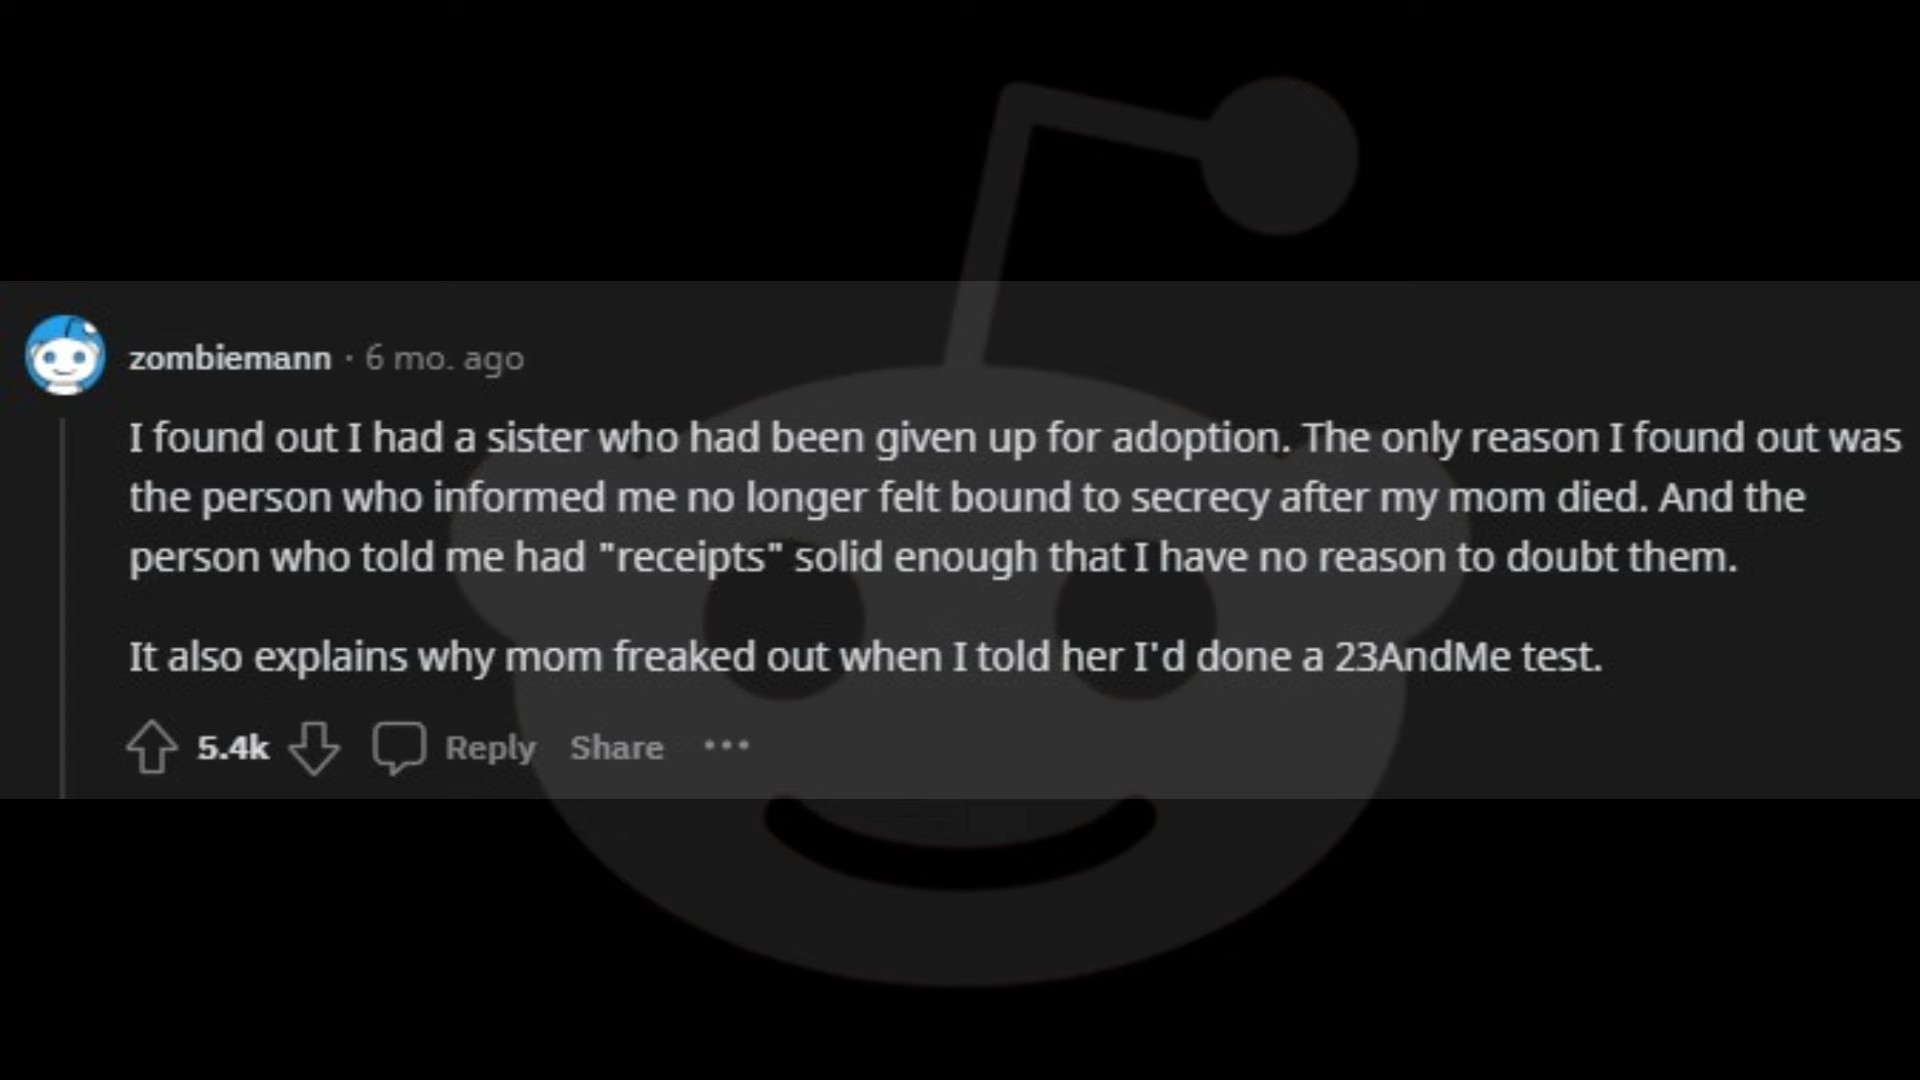 zombiemann · 6 mo. ago
I found out I had a sister who had been given up for adoption. The only reason I found out was
the person who informed me no longer felt bound to secrecy after my mom died. And the
person who told me had "receipts" solid enough that I have no reason to doubt them.
It also explains why mom freaked out when I told her I'd done a 23AndMe test.
5.4k Reply Share ...